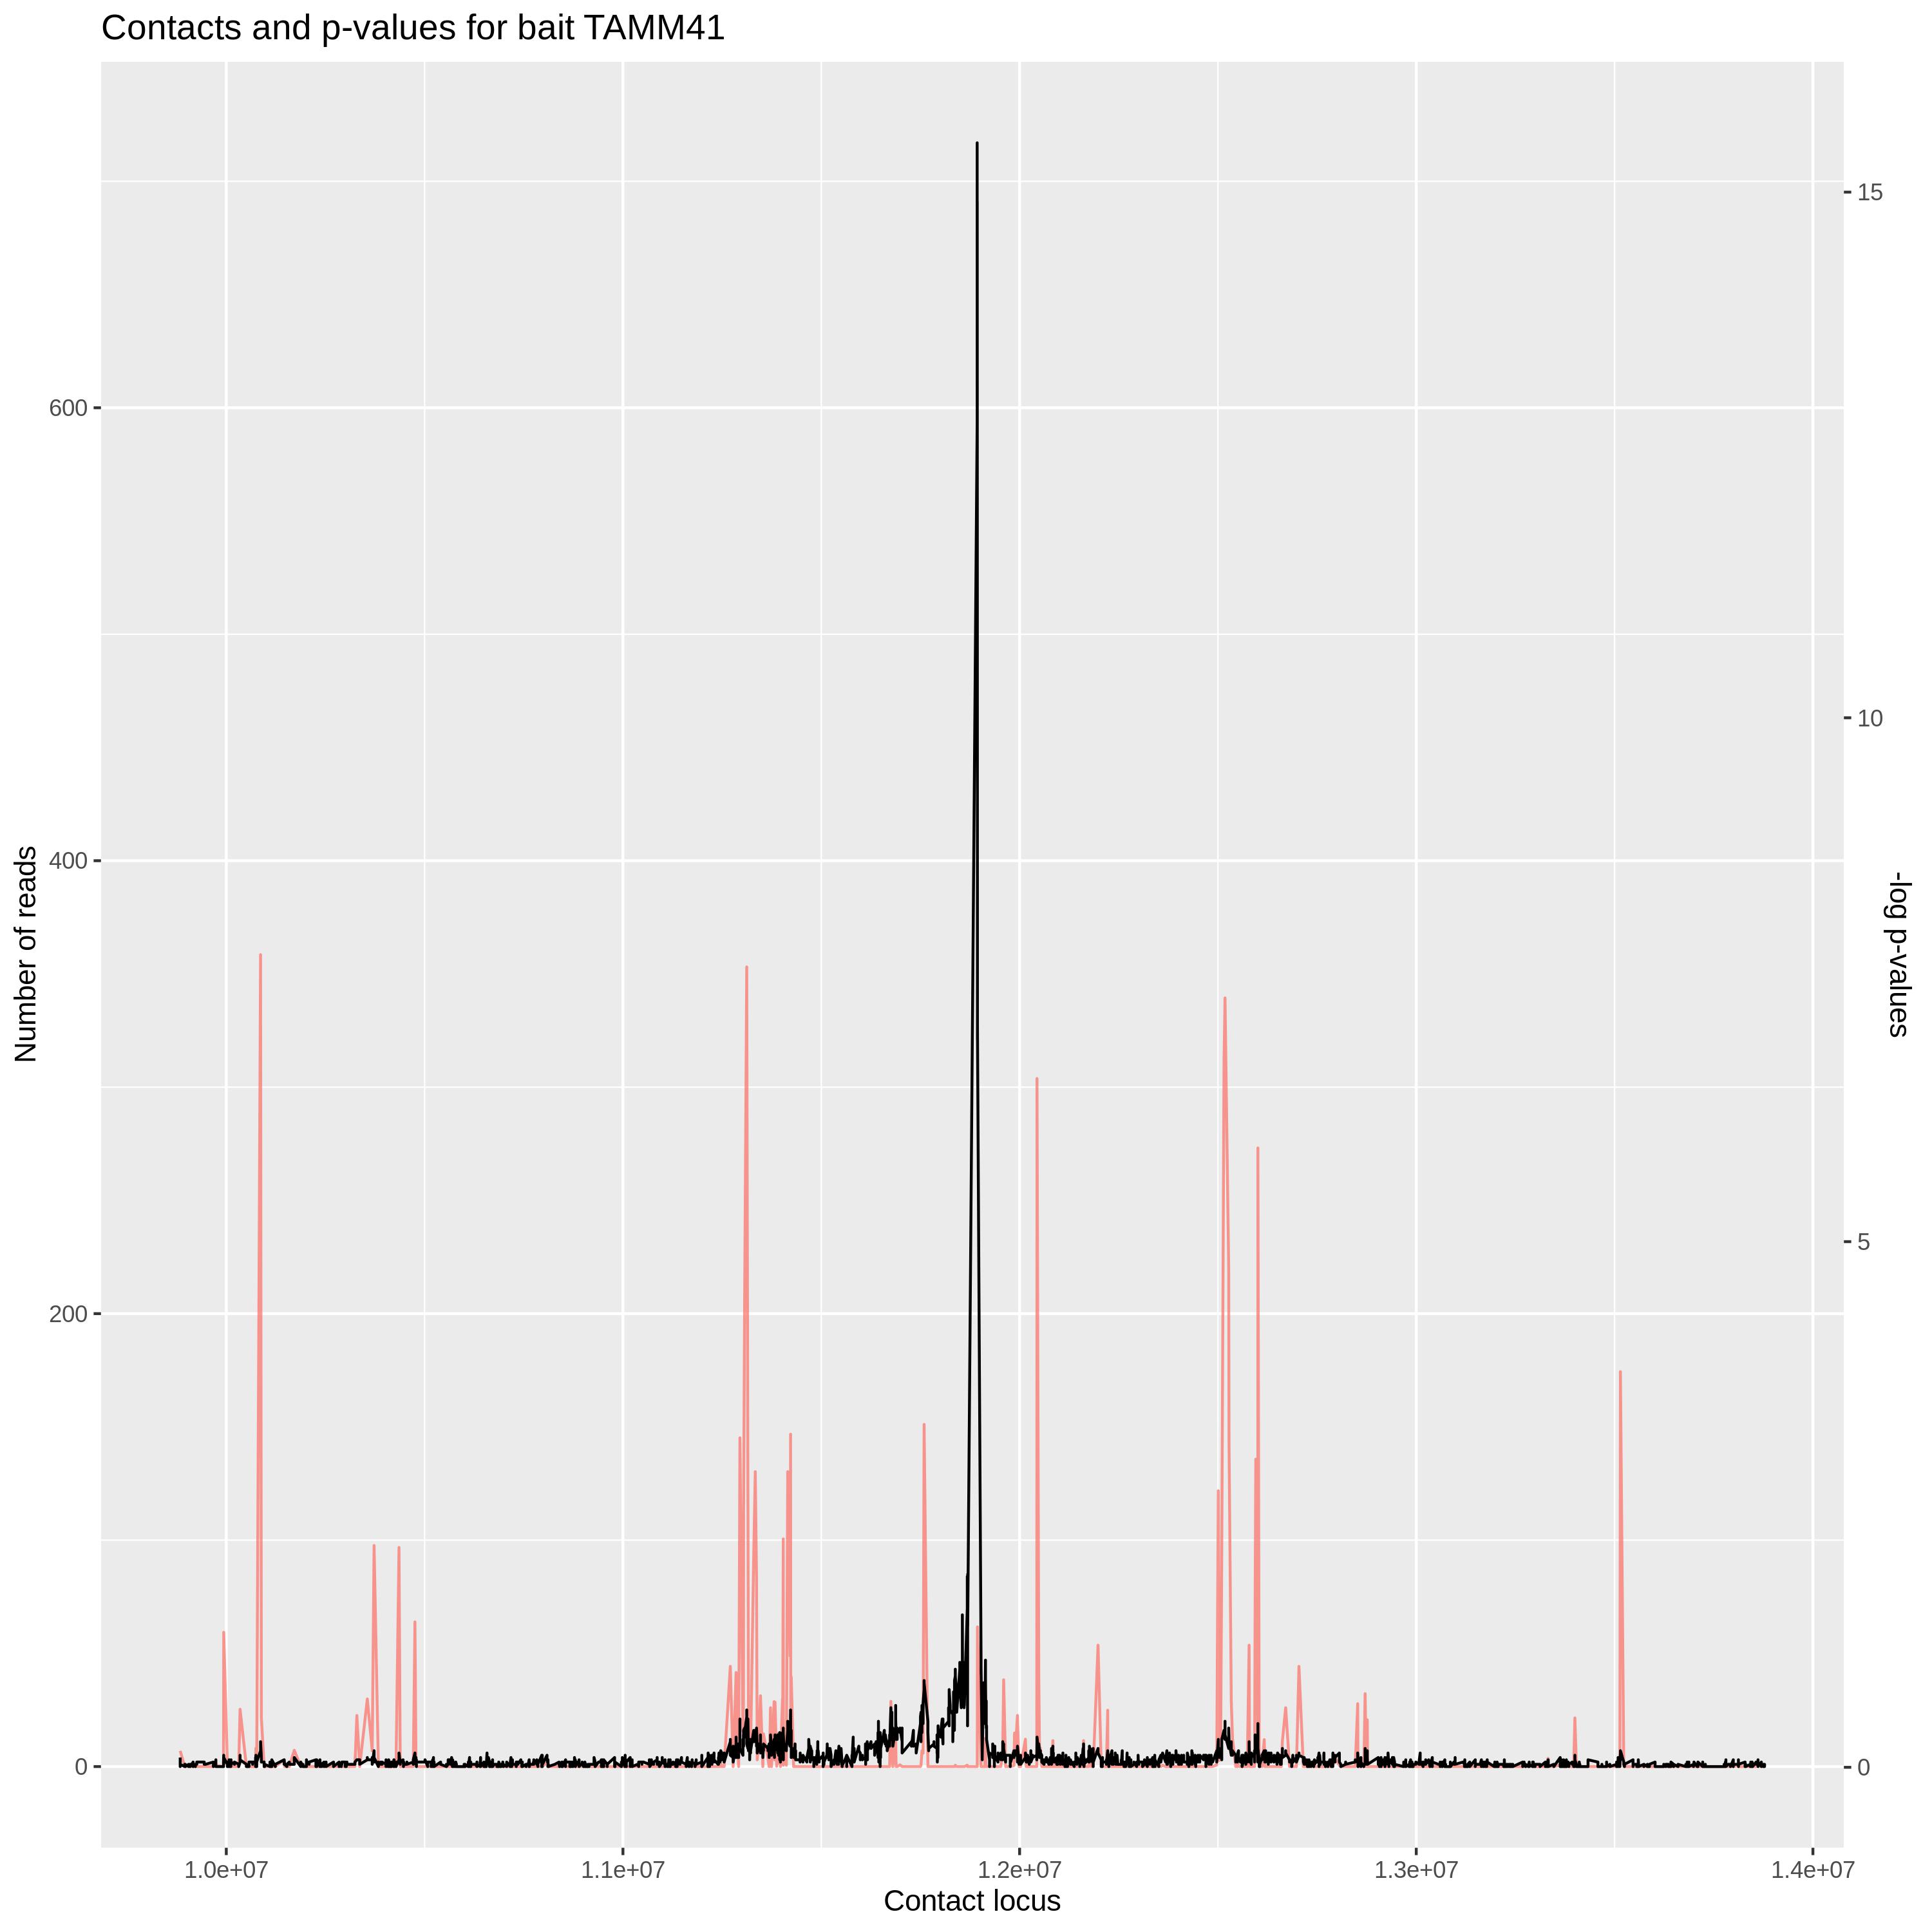 Contacts and p-values for bait TAMM41
15
600
10
400
Number of reads
-log p-values
5
200
0
0
1.0e+07
1.1e+07
1.2e+07
1.3e+07
1.4e+07
Contact locus